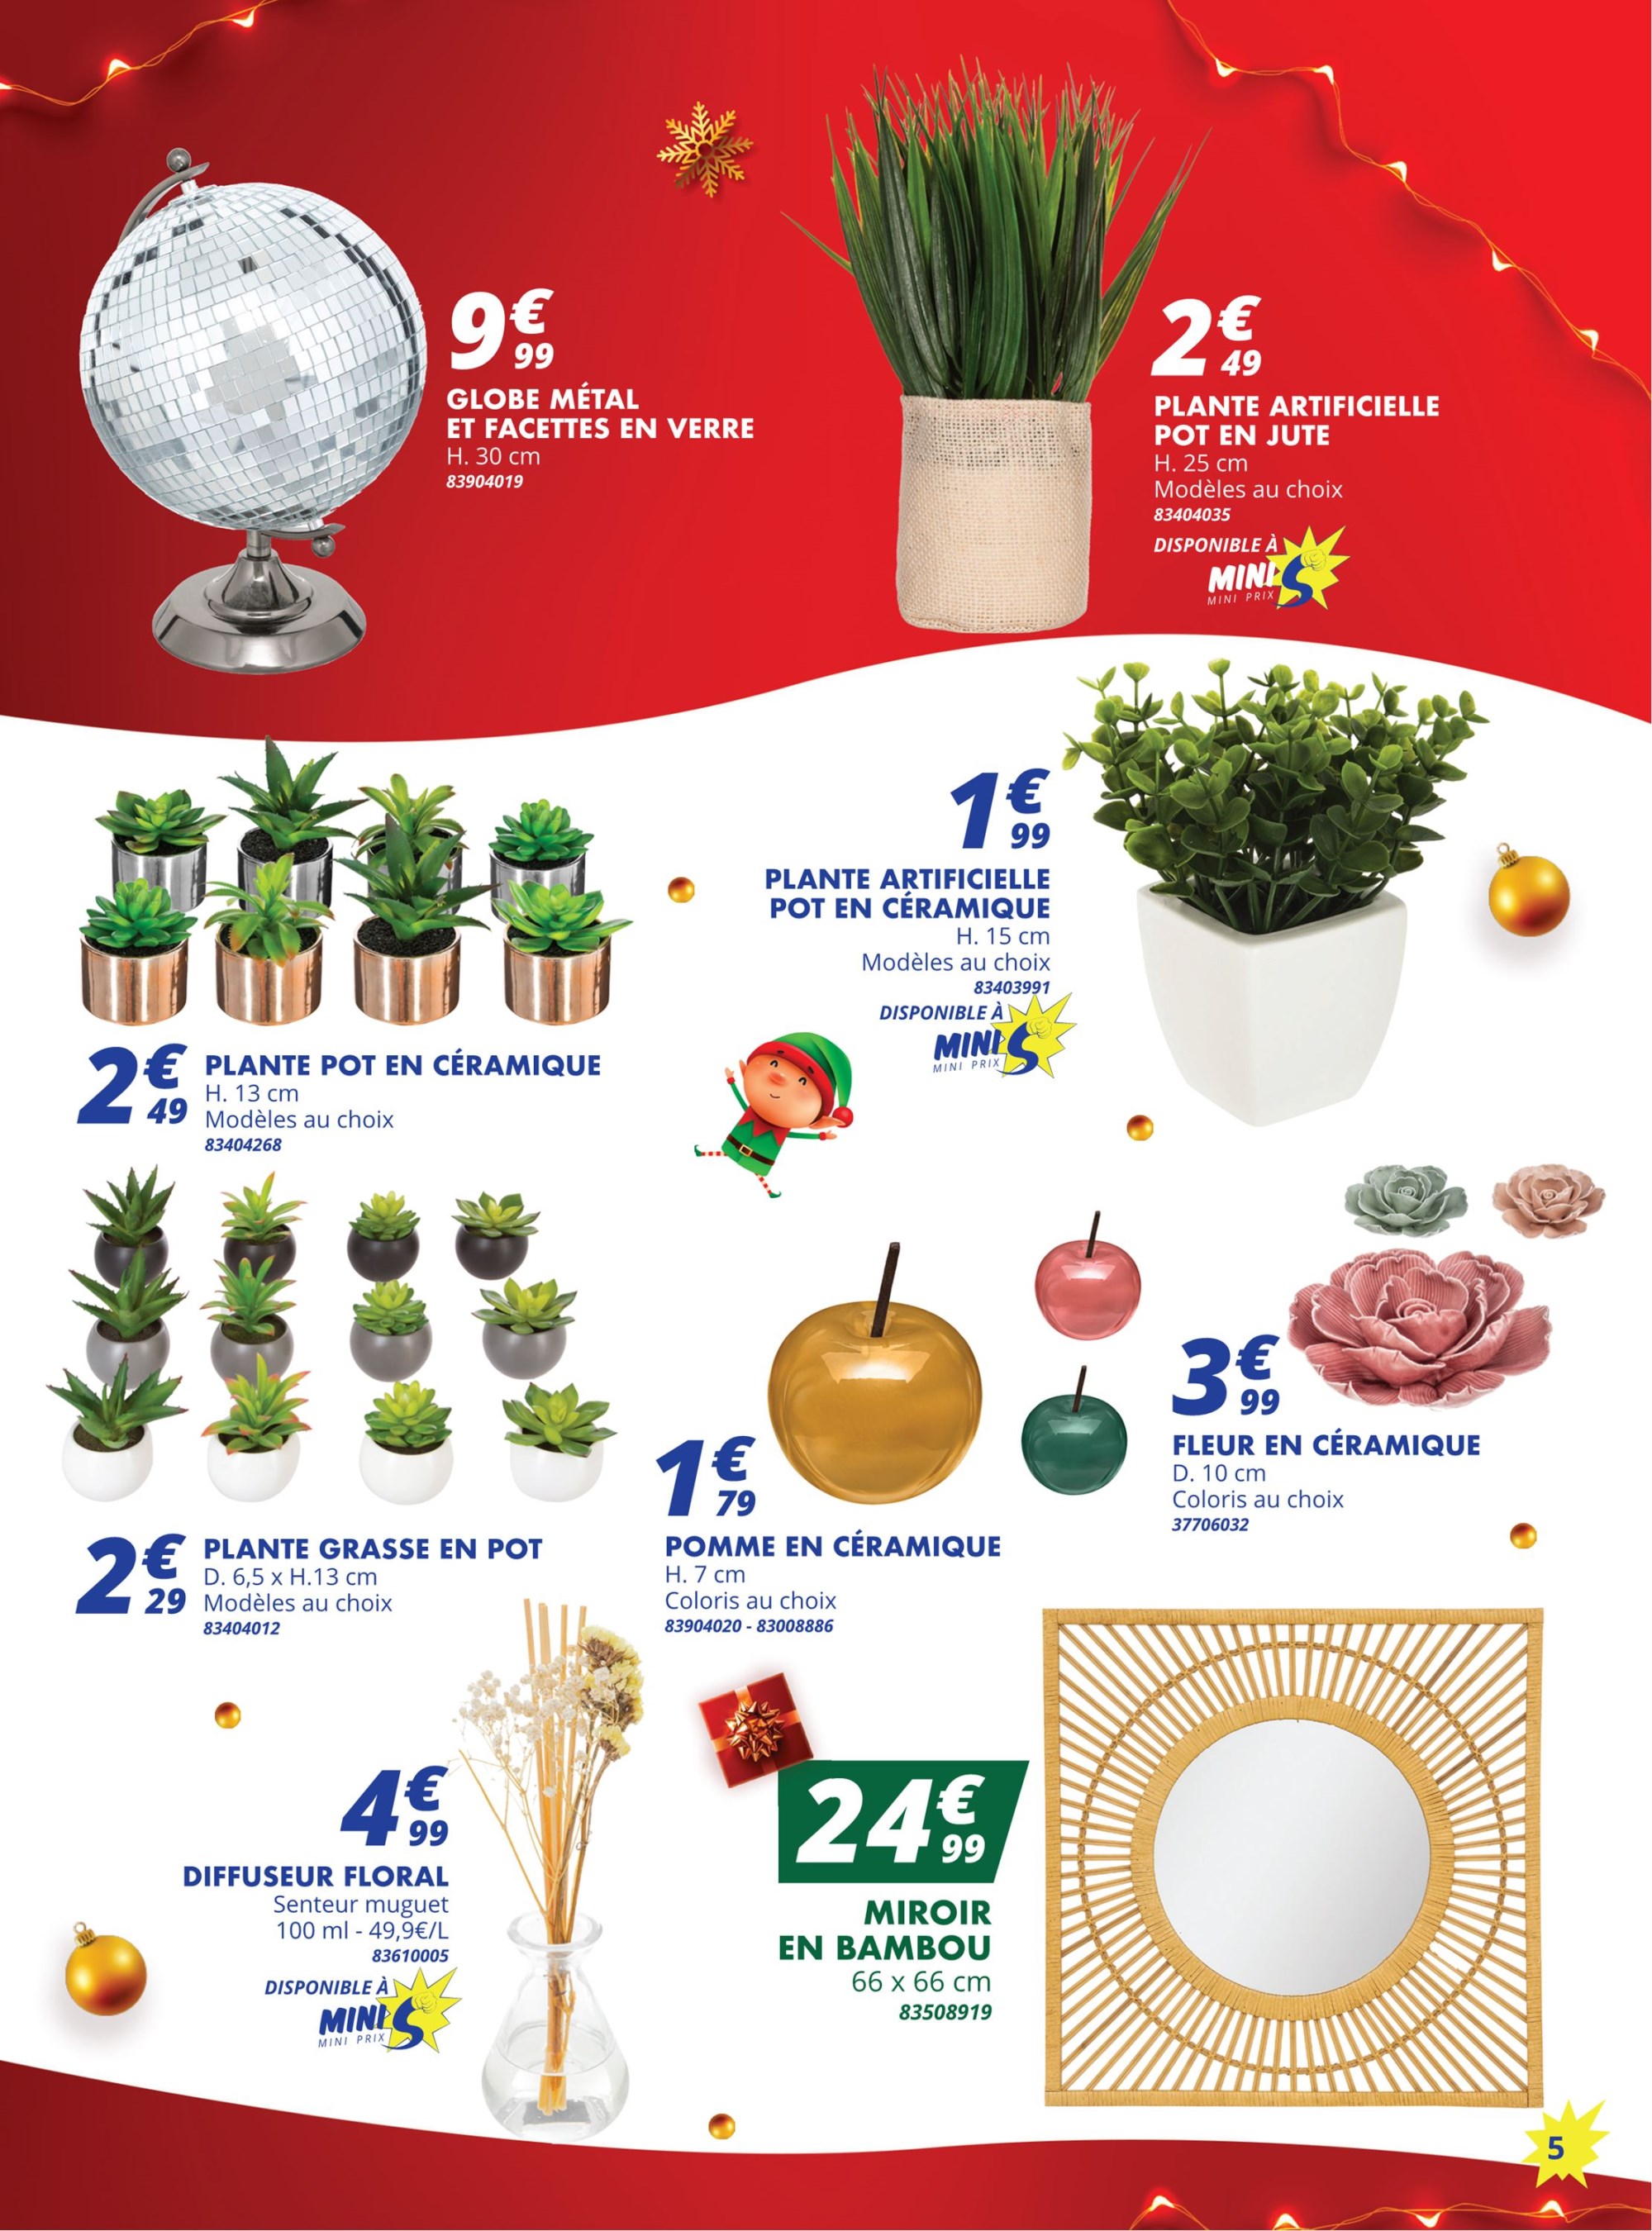 9€99
GLOBE MÉTAL
ET FACETTES EN VERRE
H. 30 cm
83904019
2€49
PLANTE ARTIFICIELLE
POT EN JUTE
H. 25 cm
Modèles au choix
83404035
DISPONIBLE À
MINI S
MINI PRIX
1€99
PLANTE ARTIFICIELLE
POT EN CÉRAMIQUE
H. 15 cm
Modèles au choix
83403991
DISPONIBLE À
MINI S
MINI PRIX
2€49
PLANTE POT EN CÉRAMIQUE
H. 13 cm
Modèles au choix
83404268
3€99
FLEUR EN CÉRAMIQUE
D. 10 cm
Coloris au choix
37706032
1€79
POMME EN CÉRAMIQUE
H. 7 cm
Coloris au choix
83904020 - 83008886
2€29
PLANTE GRASSE EN POT
D. 6,5 x H.13 cm
Modèles au choix
83404012
4€99
DIFFUSEUR FLORAL
Senteur muguet
100 ml - 49,9€/L
83610005
DISPONIBLE À
MINI S
MINI PRIX
24€99
MIROIR
EN BAMBOU
66 x 66 cm
83508919
5